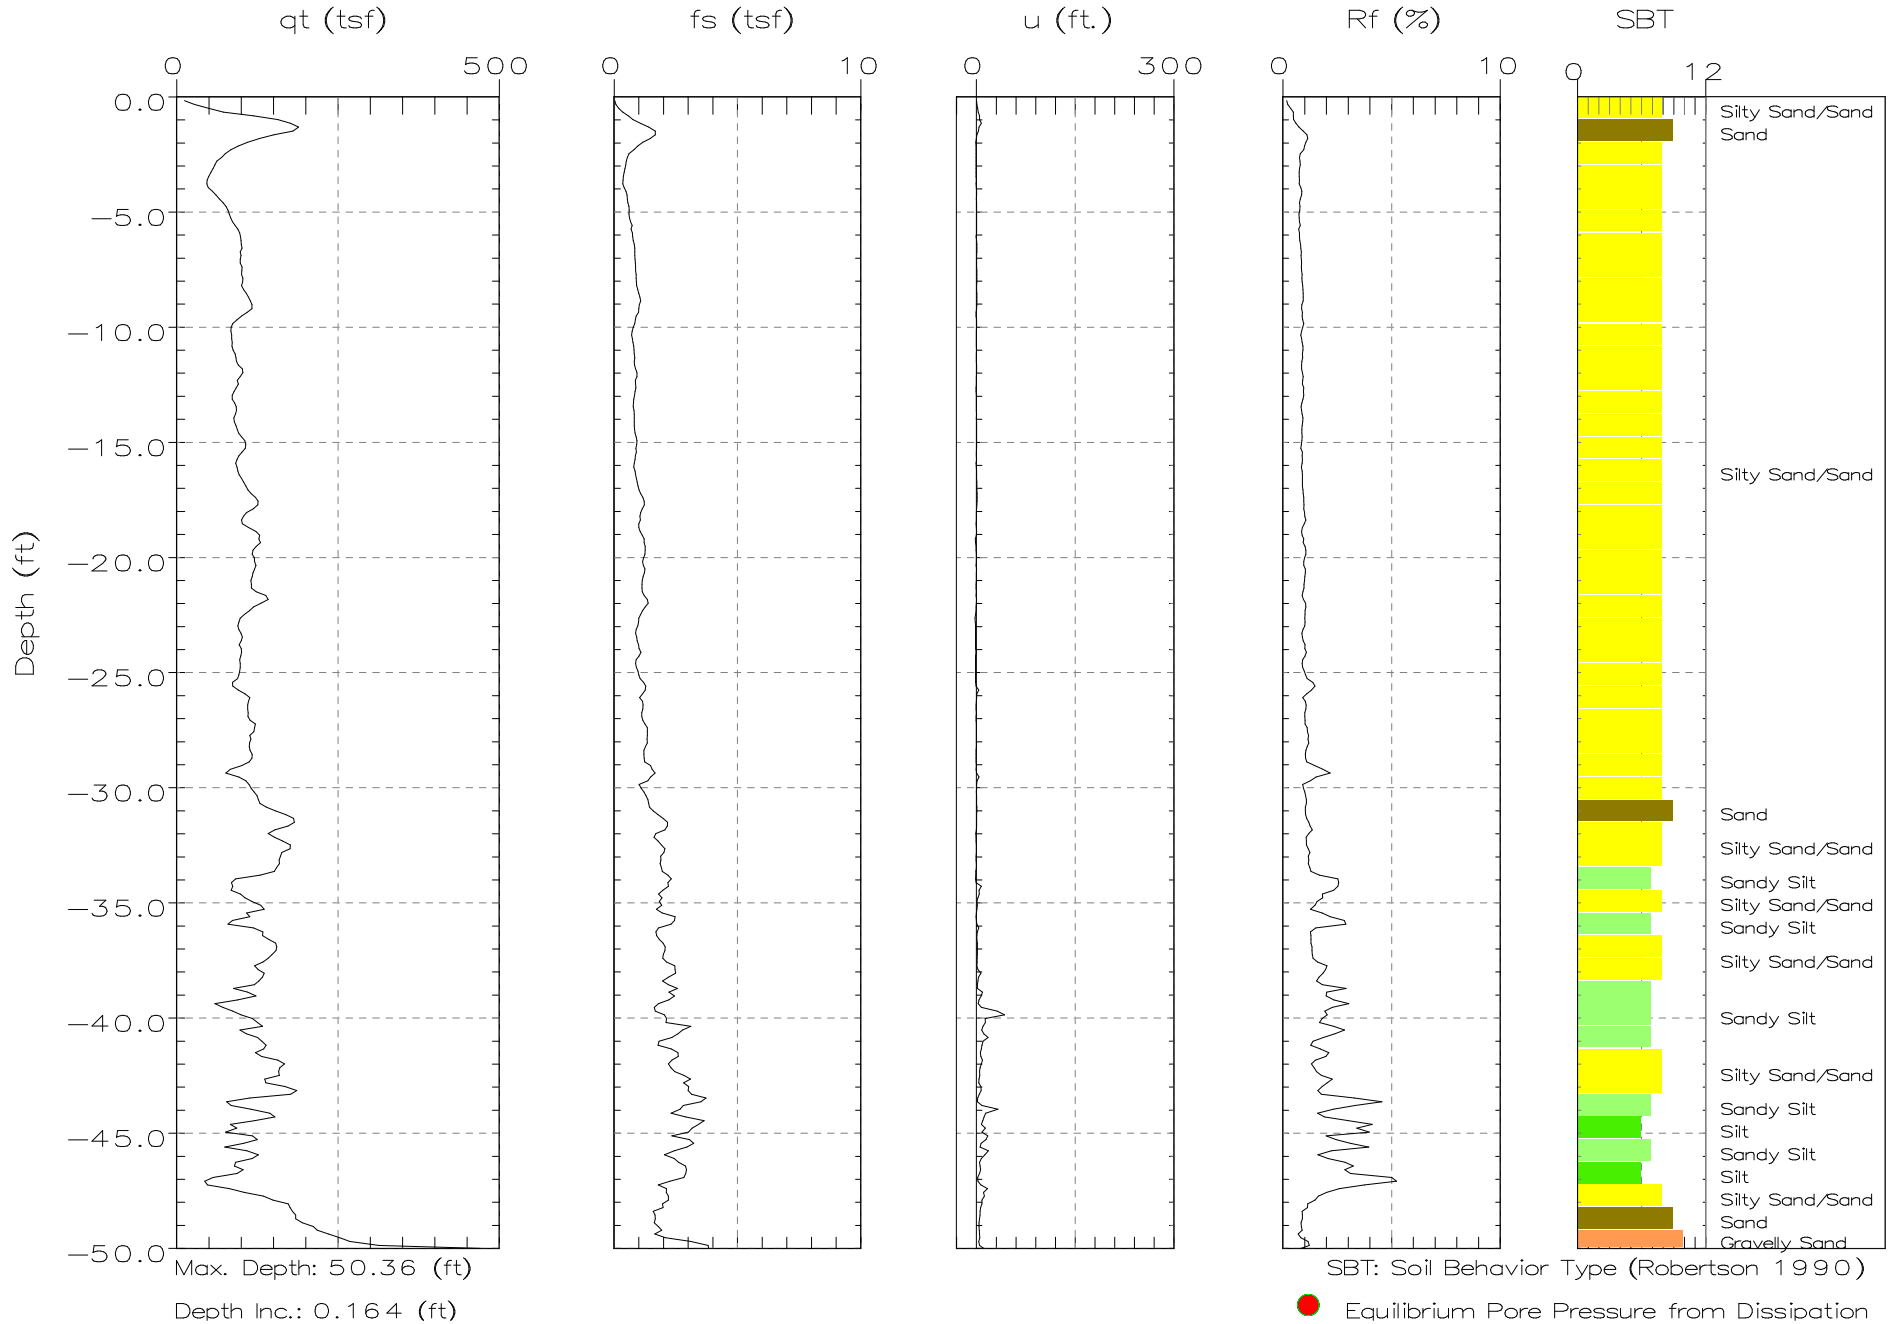 qt (tsf) fs (tsf) u (ft.) Rf (%) SBT
0 500 0 10 0 300 0 10 0 12
0.0
Silty Sand/Sand
Sand
−5.0
−10.0
−15.0
Silty Sand/Sand
−20.0
Depth (ft)
−25.0
−30.0
Sand
Silty Sand/Sand
Sandy Silt
−35.0
Silty Sand/Sand
Sandy Silt
Silty Sand/Sand
−40.0
Sandy Silt
Silty Sand/Sand
Sandy Silt
−45.0
Silt
Sandy Silt
Silt
Silty Sand/Sand
Sand
−50.0
Gravelly Sand
Max. Depth: 50.36 (ft)
SBT: Soil Behavior Type (Robertson 1990)
Depth Inc.: 0.164 (ft)
Equilibrium Pore Pressure from Dissipation